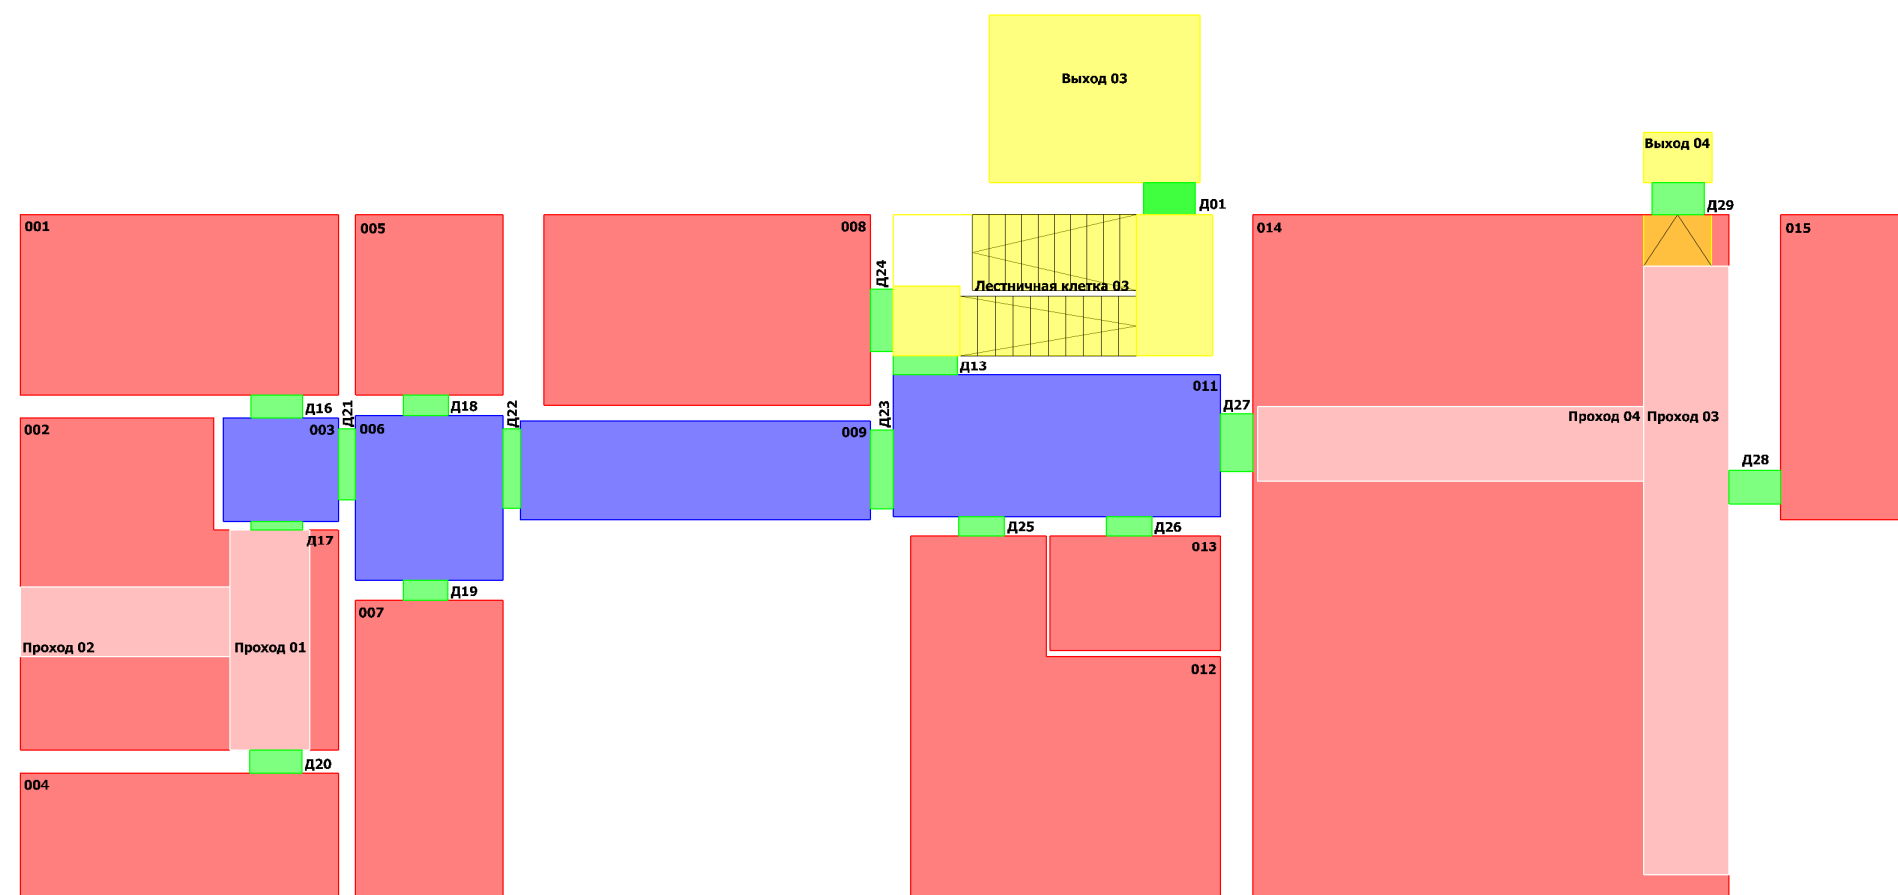 Выход 03
Выход 04
Д01
Д29
001
005
008
014
015
Д24
Лестничная клетка 03
Д13
011
Д16
Д21
Д18
Д22
Д23
Д27
Проход 04
Проход 03
002
003
006
009
Д28
Д17
Д25
Д26
013
Д19
007
Проход 02
Проход 01
012
Д20
004